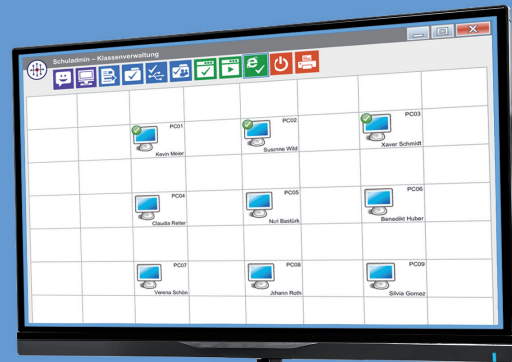 Schuladmin – Klassenverwaltung
PC01
Kevin Meier
PC02
Susanne Wild
PC03
Xaver Schmidt
PC04
Claudia Reiter
PC05
Nuri Bastürk
PC06
Benedikt Huber
PC07
Verena Schön
PC08
Johann Roth
PC09
Silvia Gomez